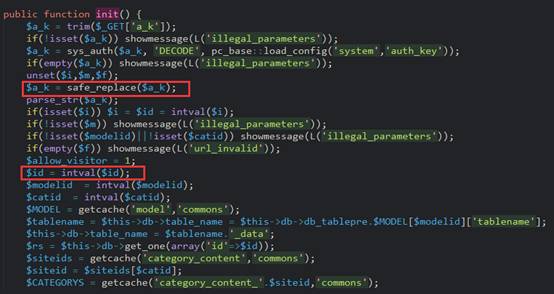 public function init() {
$a_k = trim($_GET['a_k']);
if(!isset($a_k)) showmessage(L('illegal_parameters'));
$a_k = sys_auth($a_k, 'DECODE', pc_base::load_config('system','auth_key'));
if(empty($a_k)) showmessage(L('illegal_parameters'));
unset($i,$m,$f);
$a_k = safe_replace($a_k);
parse_str($a_k);
if(isset($i)) $i = $id = intval($i);
if(!isset($m)) showmessage(L('illegal_parameters'));
if(!isset($modelid)||!isset($catid)) showmessage(L('illegal_parameters'));
if(empty($f)) showmessage(L('url_invalid'));
$allow_visitor = 1;
$id = intval($id);
$modelid = intval($modelid);
$catid = intval($catid);
$MODEL = getcache('model','commons');
$tablename = $this->db->table_name = $this->db->db_tablepre.$MODEL[$modelid]['tablename'];
$this->db->table_name = $tablename.'_data';
$rs = $this->db->get_one(array('id'=>$id));
$siteids = getcache('category_content','commons');
$siteid = $siteids[$catid];
$CATEGORYS = getcache('category_content_'.$siteid,'commons');